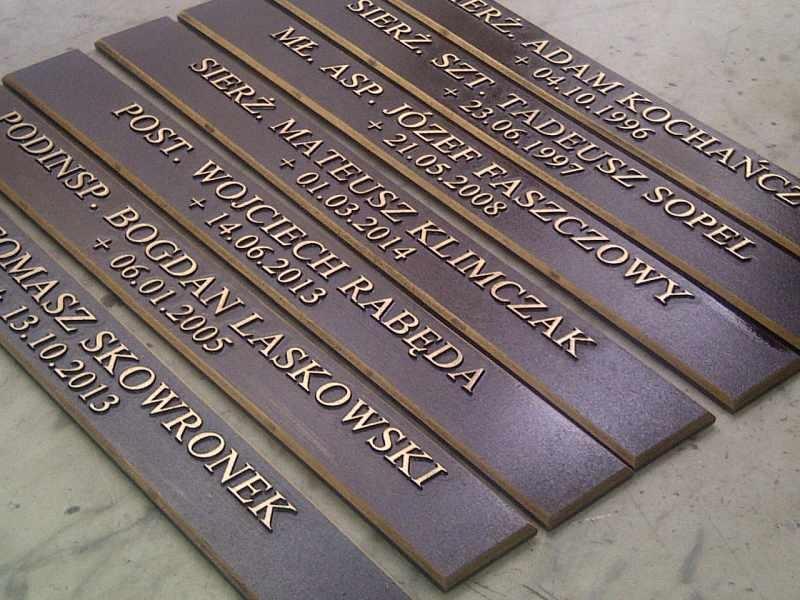 SIERŻ. ADAM KOCHAŃCZ
+ 04.10.1996
SIERŻ. SZT. TADEUSZ SOPEL
+ 23.06.1997
MŁ. ASP. JÓZEF FASZCZOWY
+ 21.05.2008
SIERŻ. MATEUSZ KLIMCZAK
+ 01.03.2014
POST. WOJCIECH RABĘDA
+ 14.06.2013
PODINSP. BOGDAN LASKOWSKI
+ 06.01.2005
TOMASZ SKOWRONEK
13.10.2013